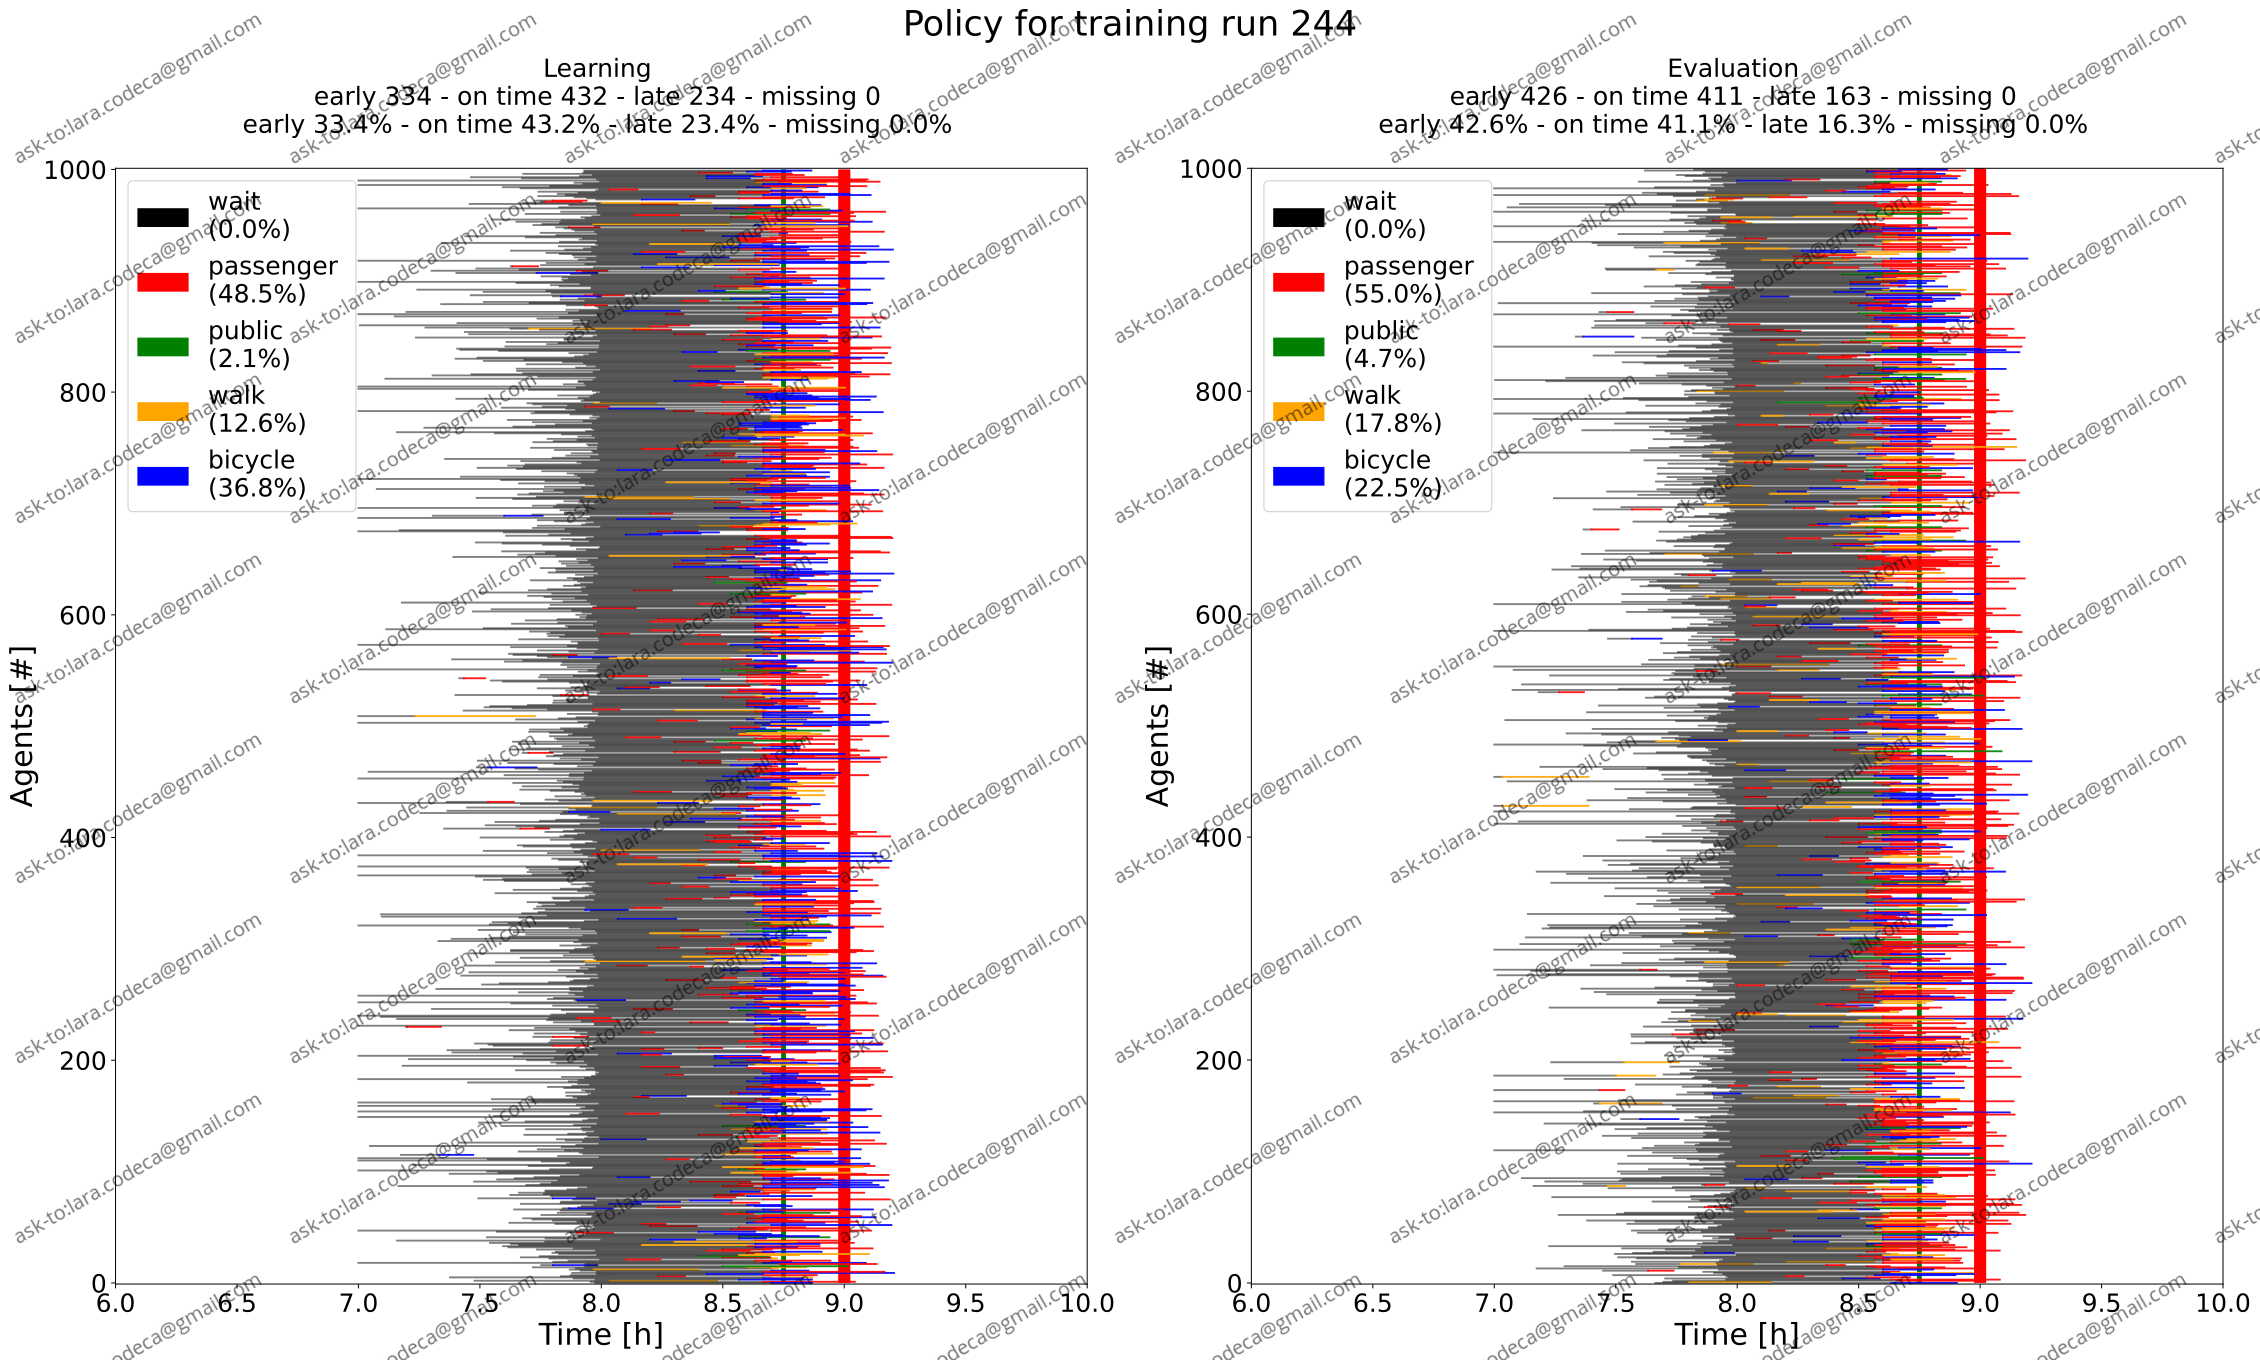 Policy for training run 244
Learning
early 334 - on time 432 - late 234 - missing 0
early 33.4% - on time 43.2% - late 23.4% - missing 0.0%
1000
800
600
400
200
0
Agents [#]
wait
(0.0%)
passenger
(48.5%)
public
(2.1%)
walk
(12.6%)
bicycle
(36.8%)
6.0 6.5 7.0 7.5 8.0 8.5 9.0 9.5 10.0
Time [h]
Evaluation
early 426 - on time 411 - late 163 - missing 0
early 42.6% - on time 41.1% - late 16.3% - missing 0.0%
1000
800
600
400
200
0
Agents [#]
wait
(0.0%)
passenger
(55.0%)
public
(4.7%)
walk
(17.8%)
bicycle
(22.5%)
6.0 6.5 7.0 7.5 8.0 8.5 9.0 9.5 10.0
Time [h]
ask-to:lara.codeca@gmail.com